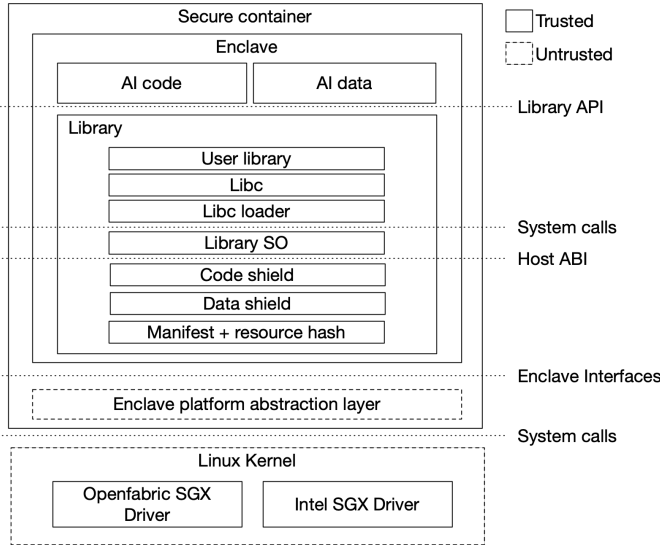 Secure container
Trusted
Enclave
Untrusted
AI code
AI data
Library API
Library
User library
Libc
Libc loader
System calls
Library SO
Host ABI
Code shield
Data shield
Manifest + resource hash
Enclave Interfaces
Enclave platform abstraction layer
System calls
Linux Kernel
Openfabric SGX
Driver
Intel SGX Driver